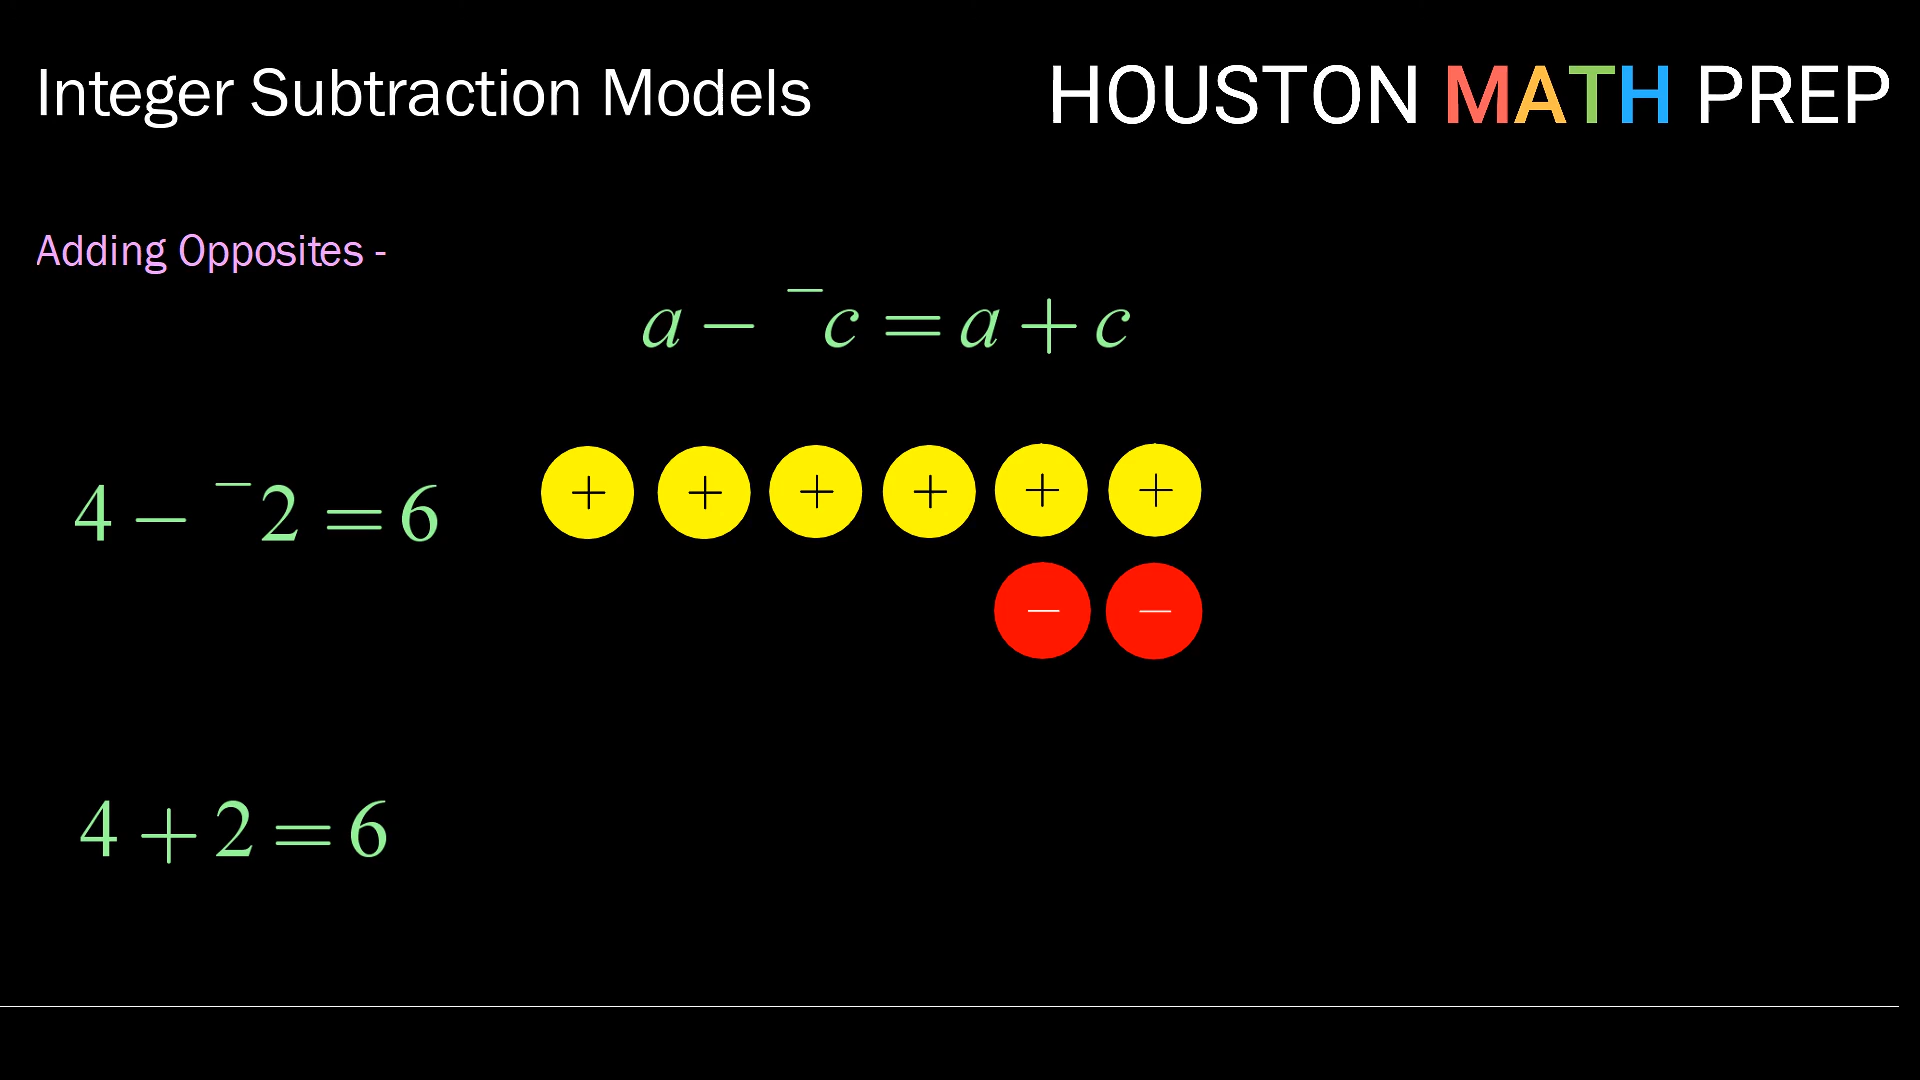 Integer Subtraction Models
HOUSTON MATH PREP
Adding Opposites -
a − ⁻c = a + c
4 − ⁻2 = 6
+ + + + + +
− −
4 + 2 = 6